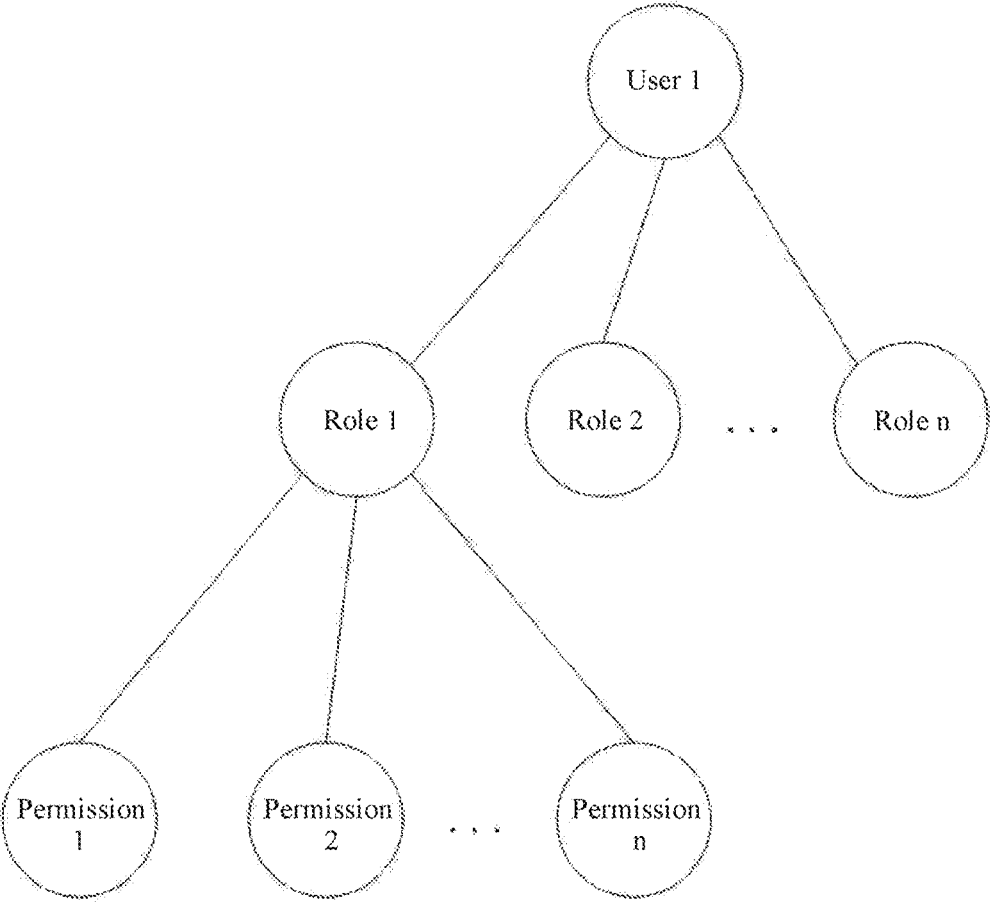 User 1
Role 1
Role 2
. . .
Role n
Permission
1
Permission
2
. . .
Permission
n